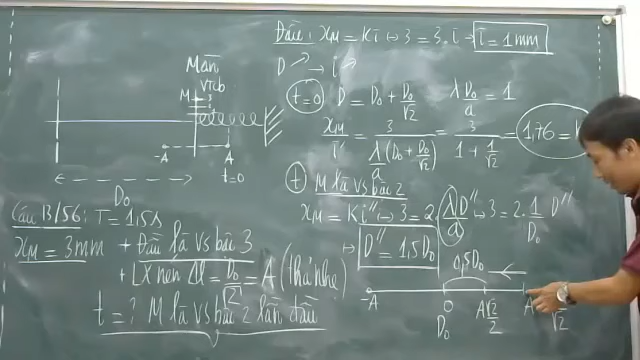 Đầu: x_M = Ki ↔ 3 = 3.i → i = 1mm
D ↗ → i ↗
Màn
VTCB
M
-A A
t=0
D₀
t=0 D = D₀ + D₀/√2 λD₀/a = 1
x_M/i' = 3/(λ(D₀+D₀/√2)/a) = 3/(1+1/√2) = 1,76 =
t M là vs bậc 2
x_M = Ki'' ↔ 3 = 2.λD''/a ↔ 3 = 2.1/D₀ D''
↔ D'' = 1,5D₀
Câu 13/56: T = 1,5s
x_M = 3mm + Đầu là vs bậc 3
+ LX nén Δl = D₀/√2 = A (thả nhẹ)
t = ? M là vs bậc 2 lần đầu
0,5D₀
-A O A√2/2 A
D₀ √2